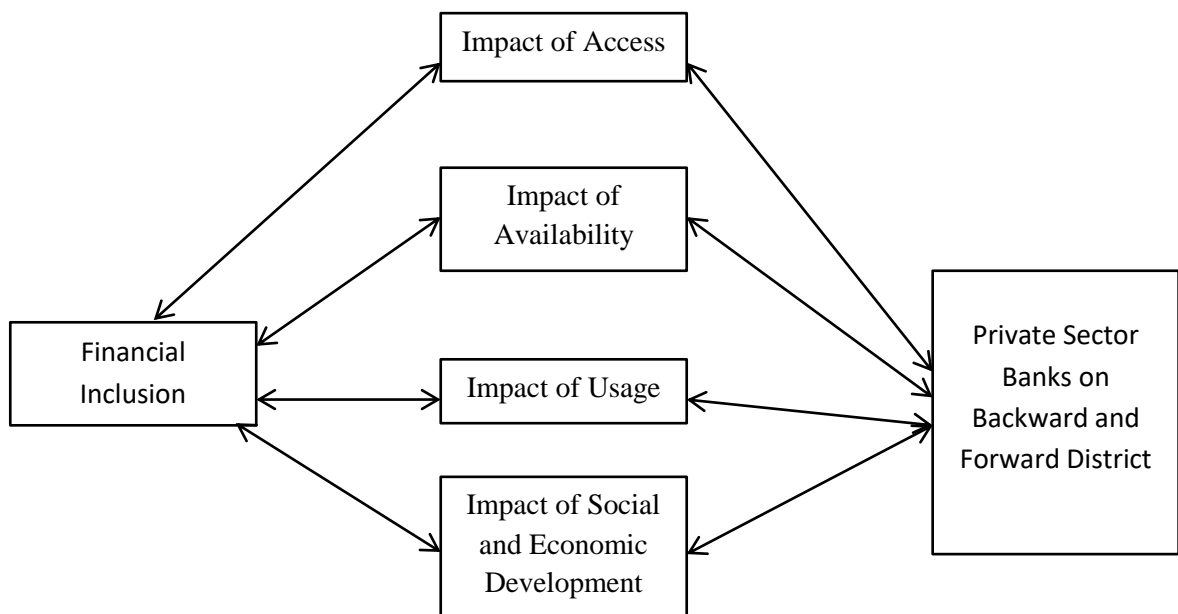 Impact of Access
Impact of
Availability
Financial
Inclusion
Impact of Usage
Impact of Social
and Economic
Development
Private Sector
Banks on
Backward and
Forward District